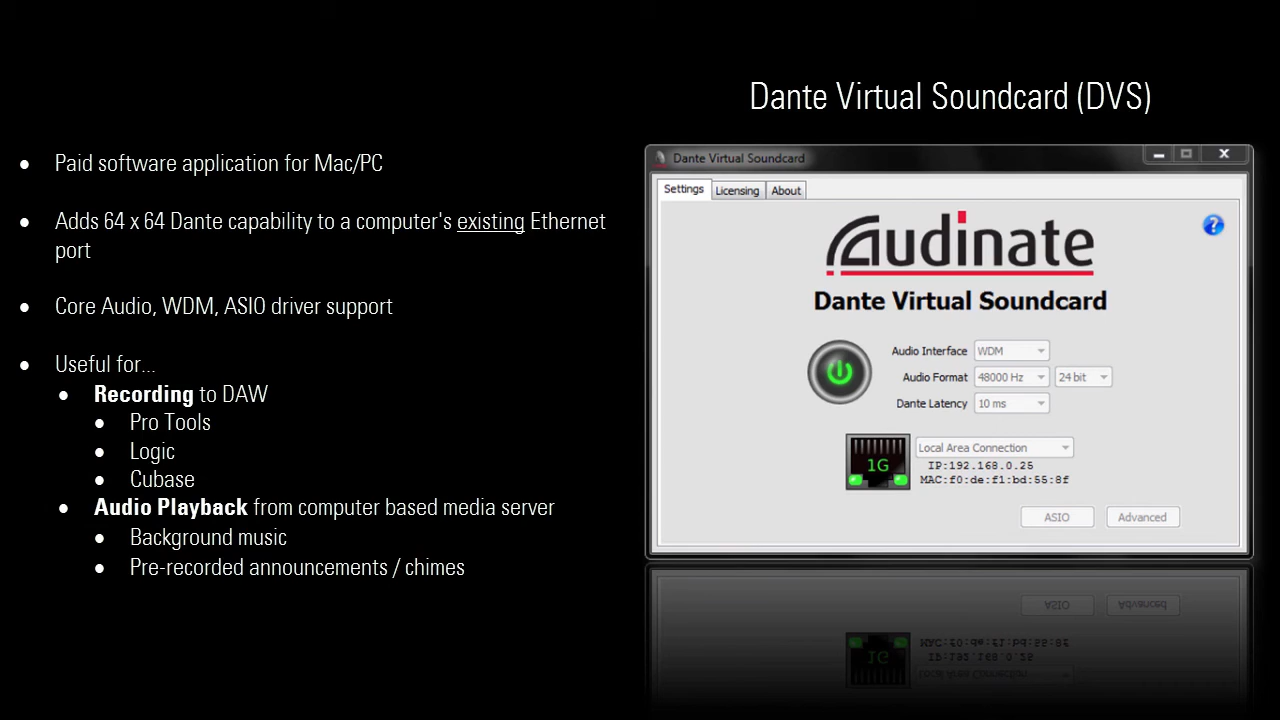 Dante Virtual Soundcard (DVS)
• Paid software application for Mac/PC
• Adds 64 x 64 Dante capability to a computer's existing Ethernet
port
• Core Audio, WDM, ASIO driver support
• Useful for...
• Recording to DAW
• Pro Tools
• Logic
• Cubase
• Audio Playback from computer based media server
• Background music
• Pre-recorded announcements / chimes
Dante Virtual Soundcard
Settings Licensing About
Audinate
?
Dante Virtual Soundcard
Audio Interface WDM
Audio Format 48000 Hz 24 bit
Dante Latency 10 ms
1G
Local Area Connection
IP:192.168.0.25
MAC:f0:de:f1:bd:55:8f
ASIO Advanced